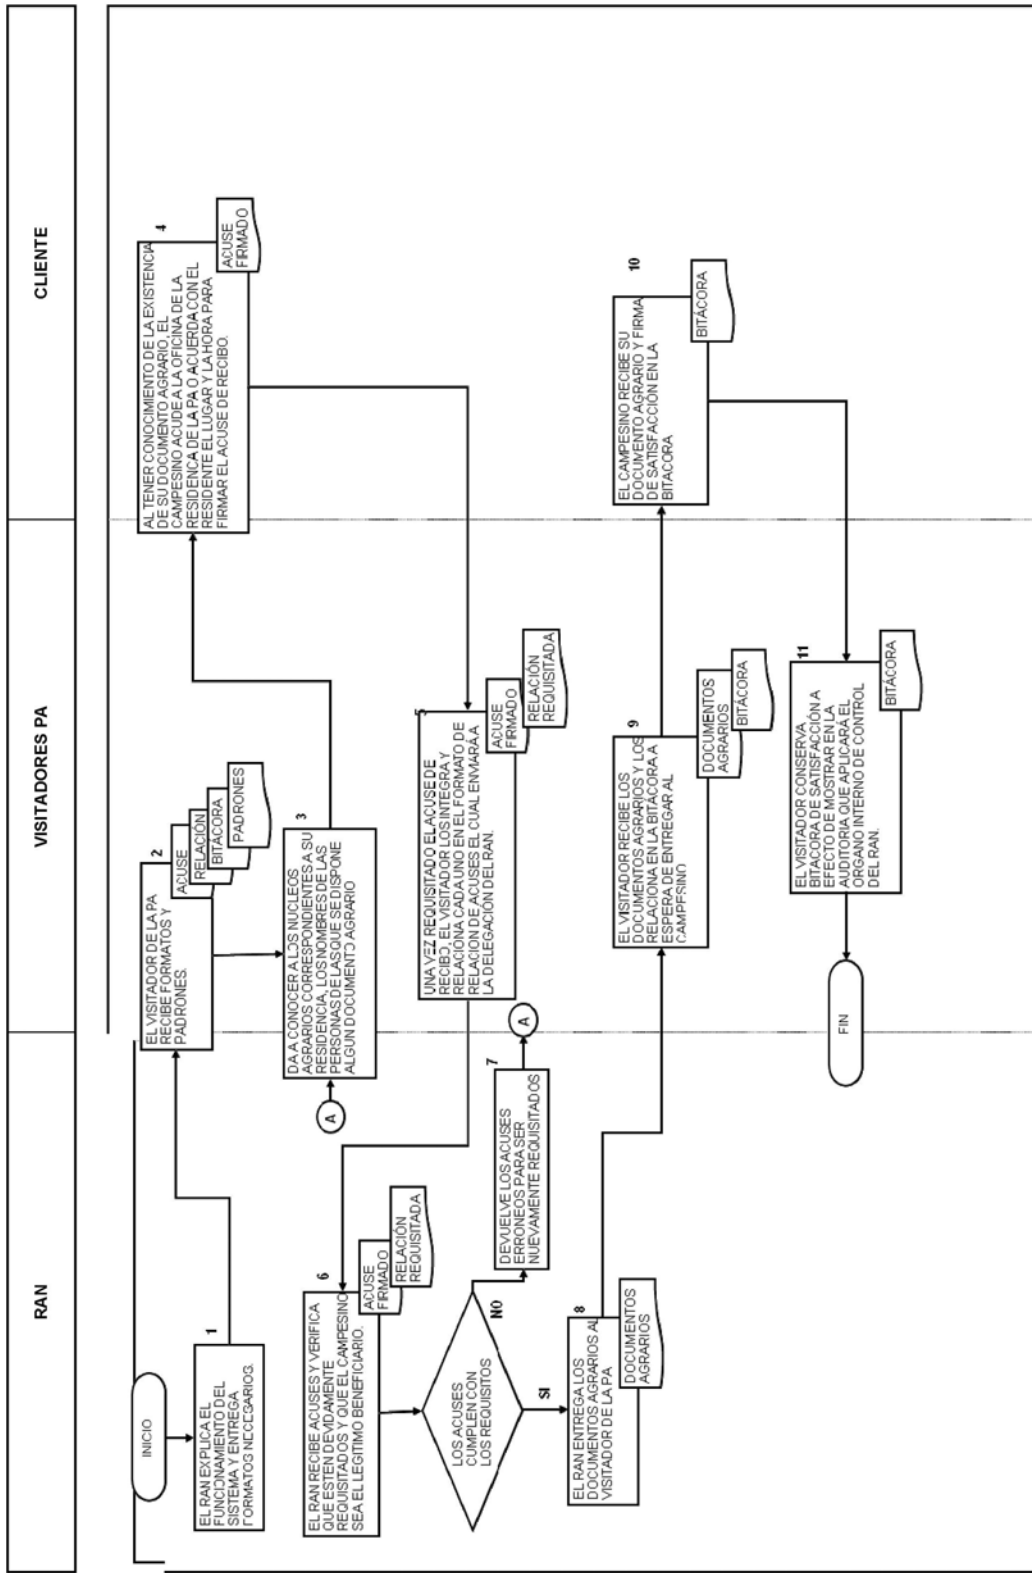 RAN
VISITADORES PA
CLIENTE
INICIO
1
EL RAN EXPLICA EL
FUNCIONAMIENTO DEL
SISTEMA Y ENTREGA
FORMATOS NECESARIOS.
2
EL VISITADOR DE LA PA
RECIBE FORMATOS Y
PADRONES.
ACUSE
RELACIÓN
BITÁCORA
PADRONES
3
DA A CONOCER A LOS NUCLEOS
AGRARIOS CORRESPONDIENTES A SU
RESIDENCIA, LOS NOMBRES DE LAS
PERSONAS DE LAS QUE SE DISPONE
ALGUN DOCUMENTO AGRARIO
A
4
AL TENER CONOCIMIENTO DE LA EXISTENCIA
DE SU DOCUMENTO AGRARIO, EL
CAMPESINO ACUDE A LA OFICINA DE LA
RESIDENCA DE LA PA O ACUERDA CON EL
RESIDENTE EL LUGAR Y LA HORA PARA
FIRMAR EL ACUSE DE RECIBO.
ACUSE
FIRMADO
5
UNA VEZ REQUISITADO EL ACUSE DE
RECIBO, EL VISITADOR LOS INTEGRA Y
RELACIONA CADA UNO EN EL FORMATO DE
RELACION DE ACUSES EL CUAL ENVIARÁ A
LA DELEGACION DEL RAN.
ACUSE
FIRMADO
RELACIÓN
REQUISITADA
6
EL RAN RECIBE ACUSES Y VERIFICA
QUE ESTEN DEVIDAMENTE
REQUISITADOS Y QUE EL CAMPESINO
SEA EL LEGITIMO BENEFICIARIO.
ACUSE
FIRMADO
RELACIÓN
REQUISITADA
LOS ACUSES
CUMPLEN CON
LOS REQUISITOS
NO
SI
7
DEVUELVE LOS ACUSES
ERRONEOS PARA SER
NUEVAMENTE REQUISITADOS
A
8
EL RAN ENTREGA LOS
DOCUMENTOS AGRARIOS AL
VISITADOR DE LA PA
DOCUMENTOS
AGRARIOS
9
EL VISITADOR RECIBE LOS
DOCUMENTOS AGRARIOS Y LOS
RELACIONA EN LA BITÁCORA A
ESPERA DE ENTREGAR AL
CAMPESINO
DOCUMENTOS
AGRARIOS
BITÁCORA
10
EL CAMPESINO RECIBE SU
DOCUMENTO AGRARIO Y FIRMA
DE SATISFACCIÓN EN LA
BITACORA
BITÁCORA
11
EL VISITADOR CONSERVA
BITACORA DE SATISFACCIÓN A
EFECTO DE MOSTRAR EN LA
AUDITORIA QUE APLICARÁ EL
ORGANO INTERNO DE CONTROL
DEL RAN.
BITÁCORA
FIN